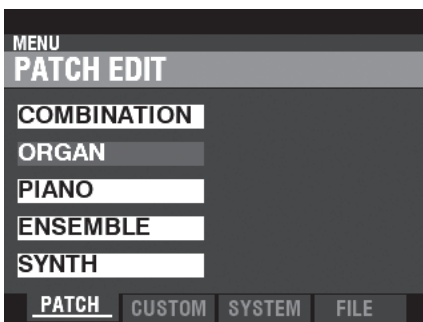 MENU
PATCH EDIT
COMBINATION
ORGAN
PIANO
ENSEMBLE
SYNTH
PATCH CUSTOM SYSTEM FILE